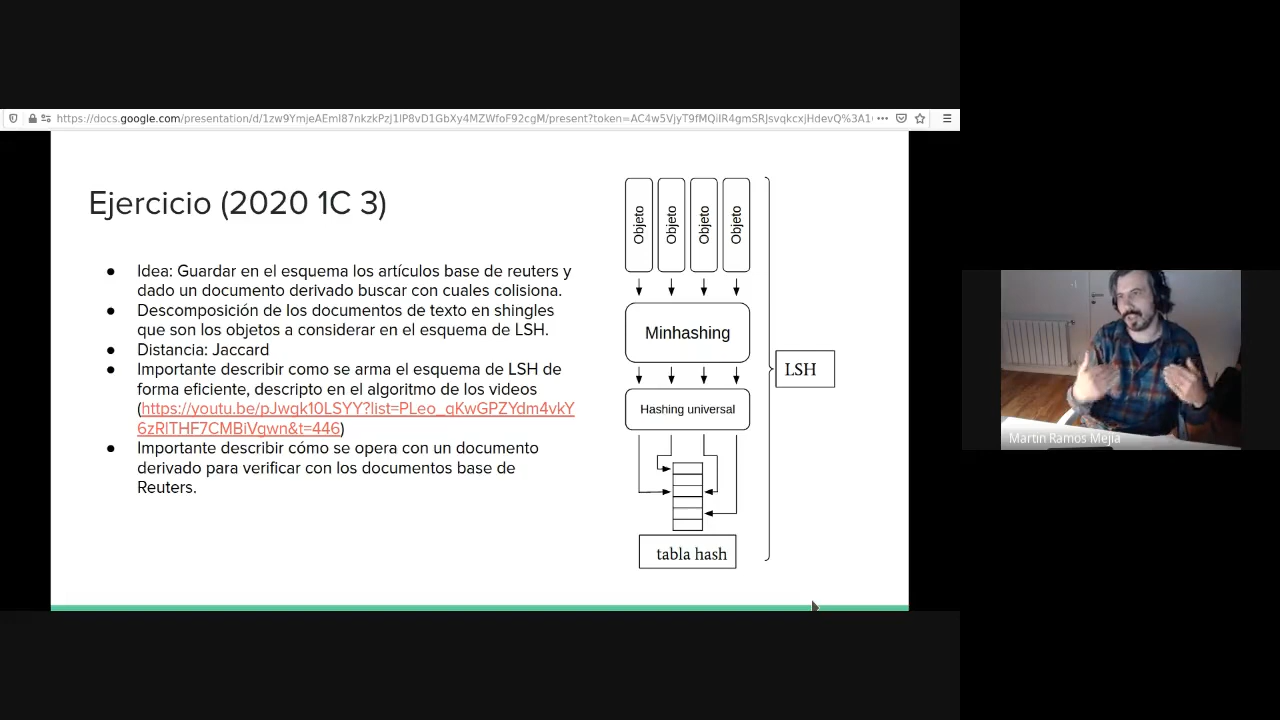 https://docs.google.com/presentation/d/1zw9YmjeAEmI87nkzkPzj1lP8vD1GbXy4MZWfoF92cgM/present?token=AC4w5VjyT9fMQiIR4gmSRJsvqkcxjHdevQ%3A1
Ejercicio (2020 1C 3)
● Idea: Guardar en el esquema los artículos base de reuters y
dado un documento derivado buscar con cuales colisiona.
● Descomposición de los documentos de texto en shingles
que son los objetos a considerar en el esquema de LSH.
● Distancia: Jaccard
● Importante describir como se arma el esquema de LSH de
forma eficiente, descripto en el algoritmo de los videos
(https://youtu.be/pJwqk10LSYY?list=PLeo_qKwGPZYdm4vkY
6zRlTHF7CMBiVgwn&t=446)
● Importante describir cómo se opera con un documento
derivado para verificar con los documentos base de
Reuters.
Objeto
Objeto
Objeto
Objeto
Minhashing
Hashing universal
tabla hash
LSH
Martín Ramos Mejía